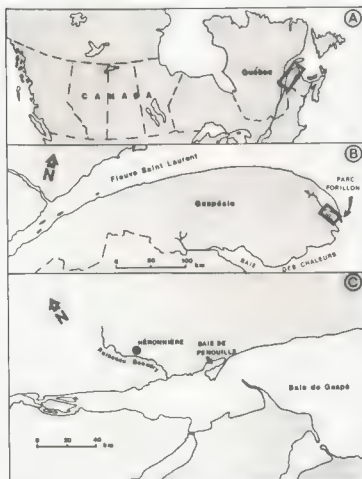 A
Québec
CANADA
B
N
Fleuve Saint Laurent
PARC
FORILLON
Gaspésie
BAIE DES CHALEURS
0 50 100
km
C
N
HÉRONNIÈRE
BAIE DE
PENOUILLE
Ruisseau
Baie de Gaspé
0 20 40
km